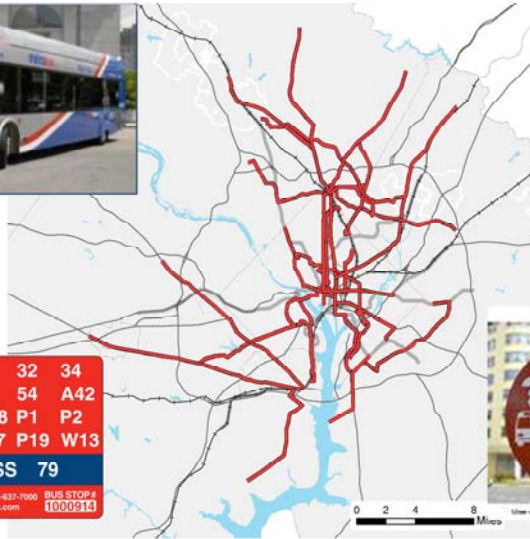 32 34
54 A42
8 P1 P2
7 P19 W13
SS 79
-637-7000 BUS STOP #
.com 1000914
0 2 4 8
Miles